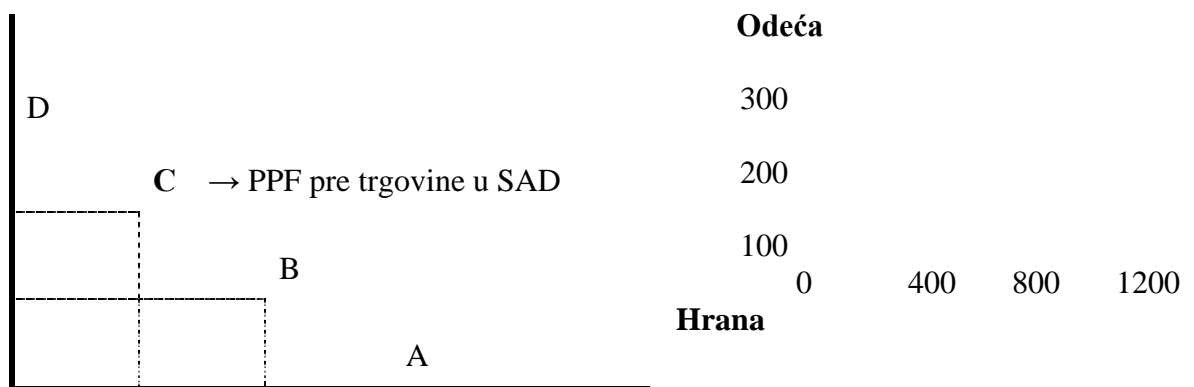 Odeća
300
D
C → PPF pre trgovine u SAD
200
100
B
0 400 800 1200
Hrana
A